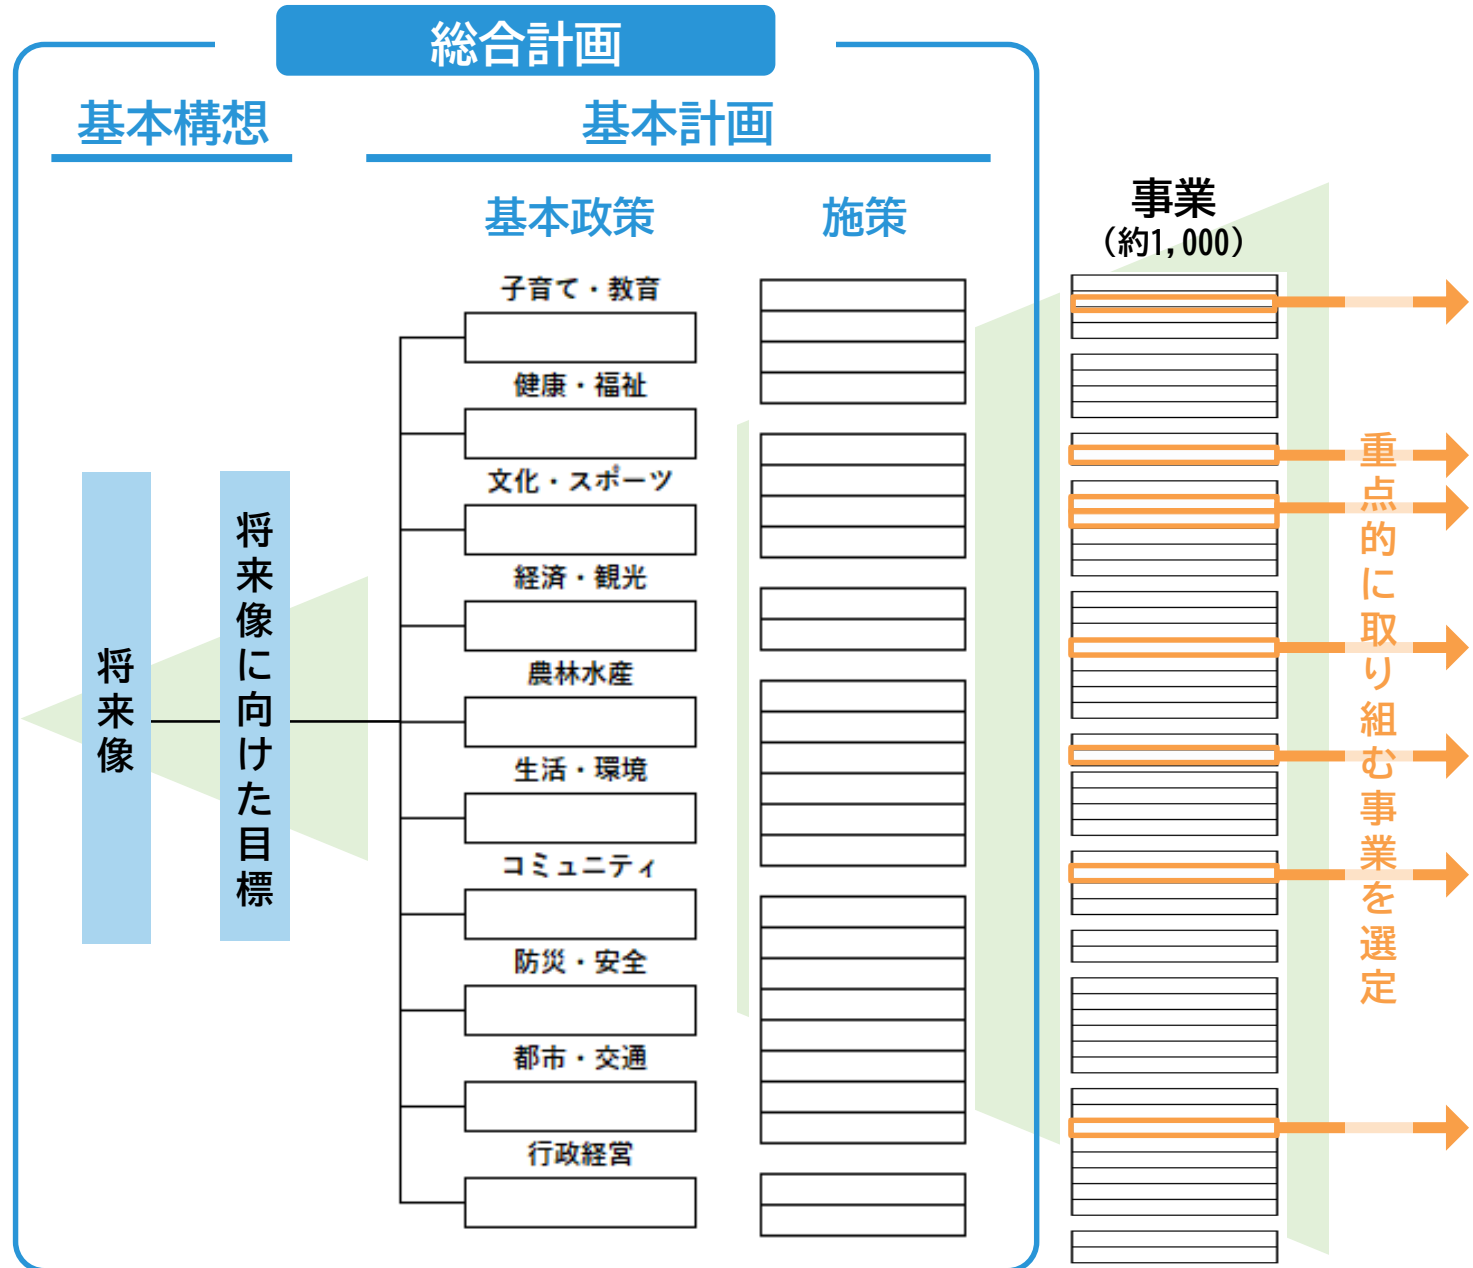 総合計画
基本構想
基本計画
基本政策
施策
事業
（約1,000）
子育て・教育
健康・福祉
文化・スポーツ
経済・観光
農林水産
生活・環境
コミュニティ
防災・安全
都市・交通
行政経営
将来像
将来像に向けた目標
重点的に取り組む事業を選定